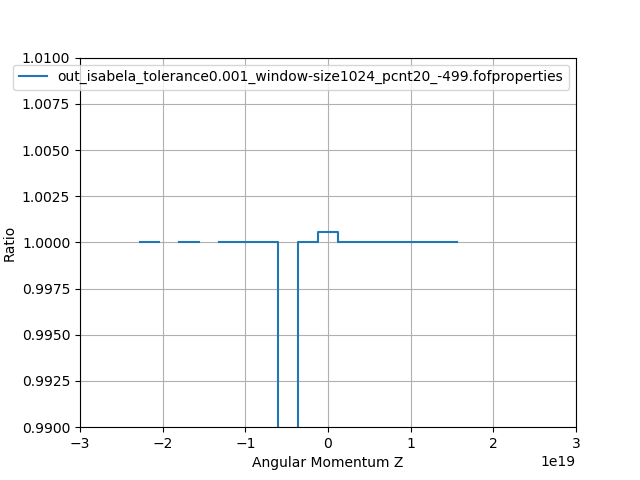 out_isabela_tolerance0.001_window-size1024_pcnt20_-499.fofproperties
1.0100
1.0075
1.0050
1.0025
1.0000
0.9975
0.9950
0.9925
0.9900
Ratio
−3 −2 −1 0 1 2 3
1e19
Angular Momentum Z